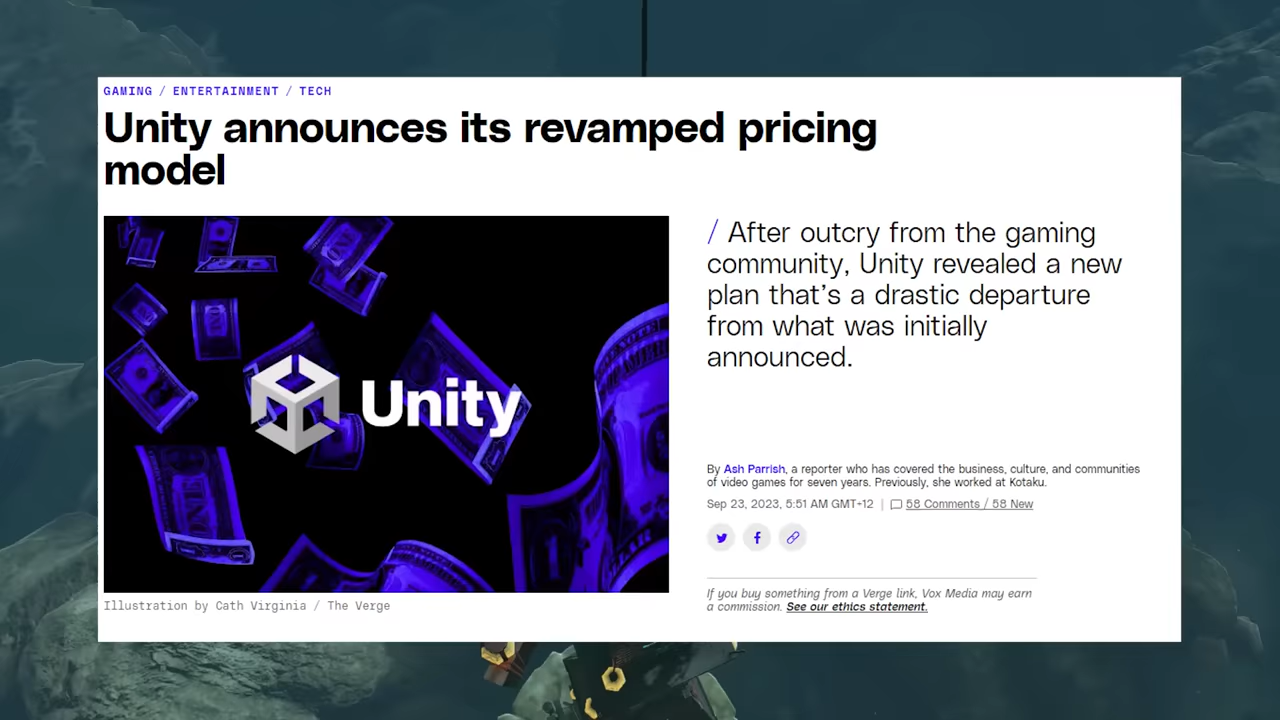 GAMING / ENTERTAINMENT / TECH
Unity announces its revamped pricing
model
Unity
/ After outcry from the gaming
community, Unity revealed a new
plan that’s a drastic departure
from what was initially
announced.
By Ash Parrish, a reporter who has covered the business, culture, and communities
of video games for seven years. Previously, she worked at Kotaku.
Sep 23, 2023, 5:51 AM GMT+12 | 58 Comments / 58 New
If you buy something from a Verge link, Vox Media may earn
a commission. See our ethics statement.
Illustration by Cath Virginia / The Verge